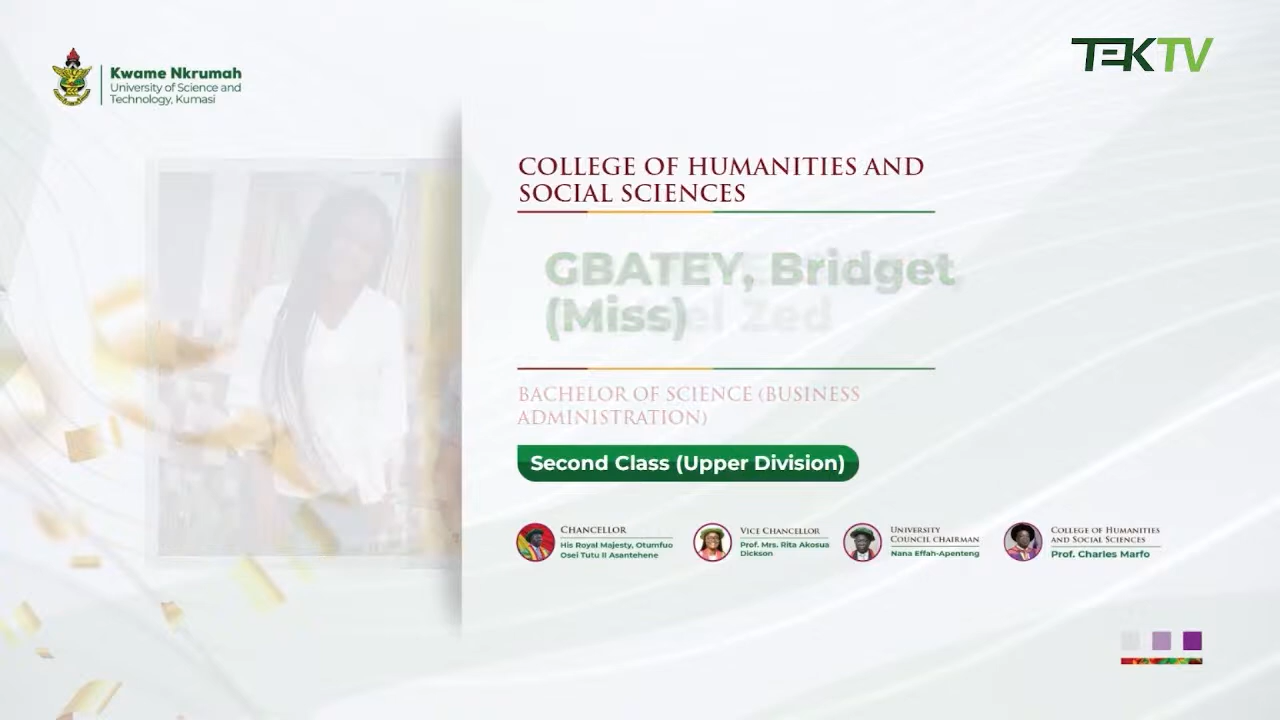 TEKTV
Kwame Nkrumah
University of Science and
Technology, Kumasi
COLLEGE OF HUMANITIES AND
SOCIAL SCIENCES
GBATEY, Bridget
(Miss)
Zed
BACHELOR OF SCIENCE (BUSINESS
ADMINISTRATION)
Second Class (Upper Division)
CHANCELLOR
His Royal Majesty, Otumfuo
Osei Tutu II Asantehene
VICE CHANCELLOR
Prof. Mrs. Rita Akosua
Dickson
UNIVERSITY
COUNCIL CHAIRMAN
Nana Effah-Apenteng
COLLEGE OF HUMANITIES
AND SOCIAL SCIENCES
Prof. Charles Marfo